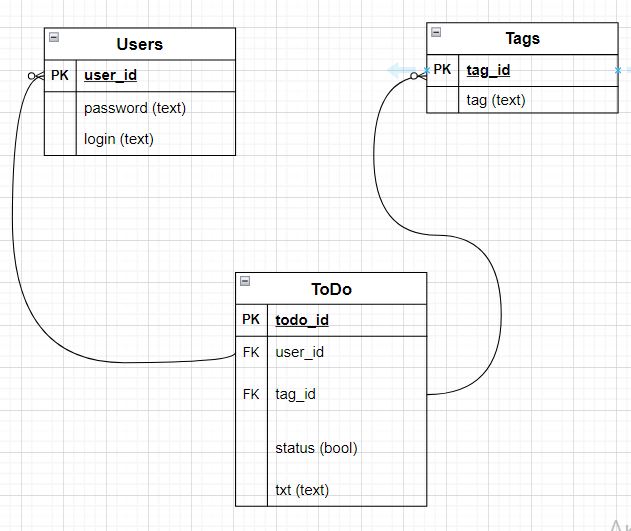 Users
PK user_id
password (text)
login (text)
Tags
PK tag_id
tag (text)
ToDo
PK todo_id
FK user_id
FK tag_id
status (bool)
txt (text)